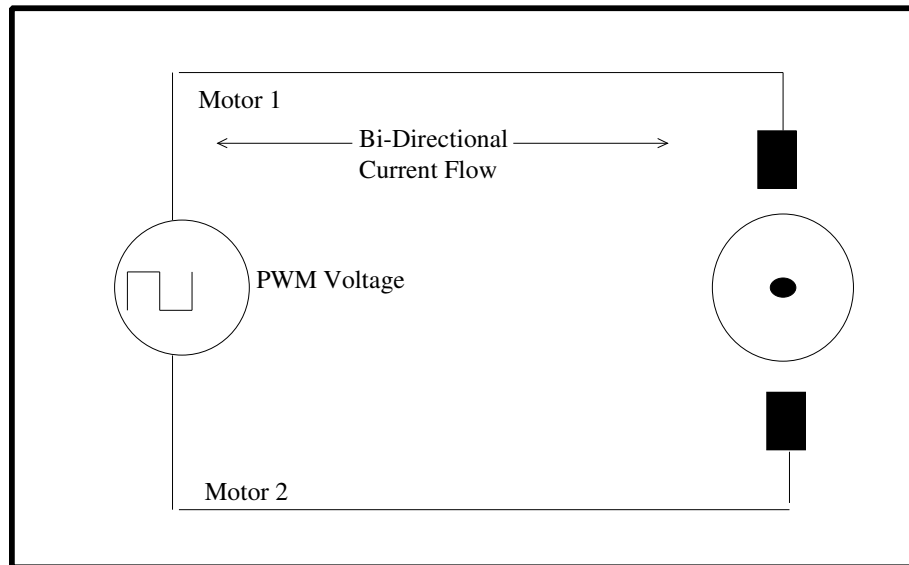 Motor 1
Bi-Directional
Current Flow
PWM Voltage
Motor 2